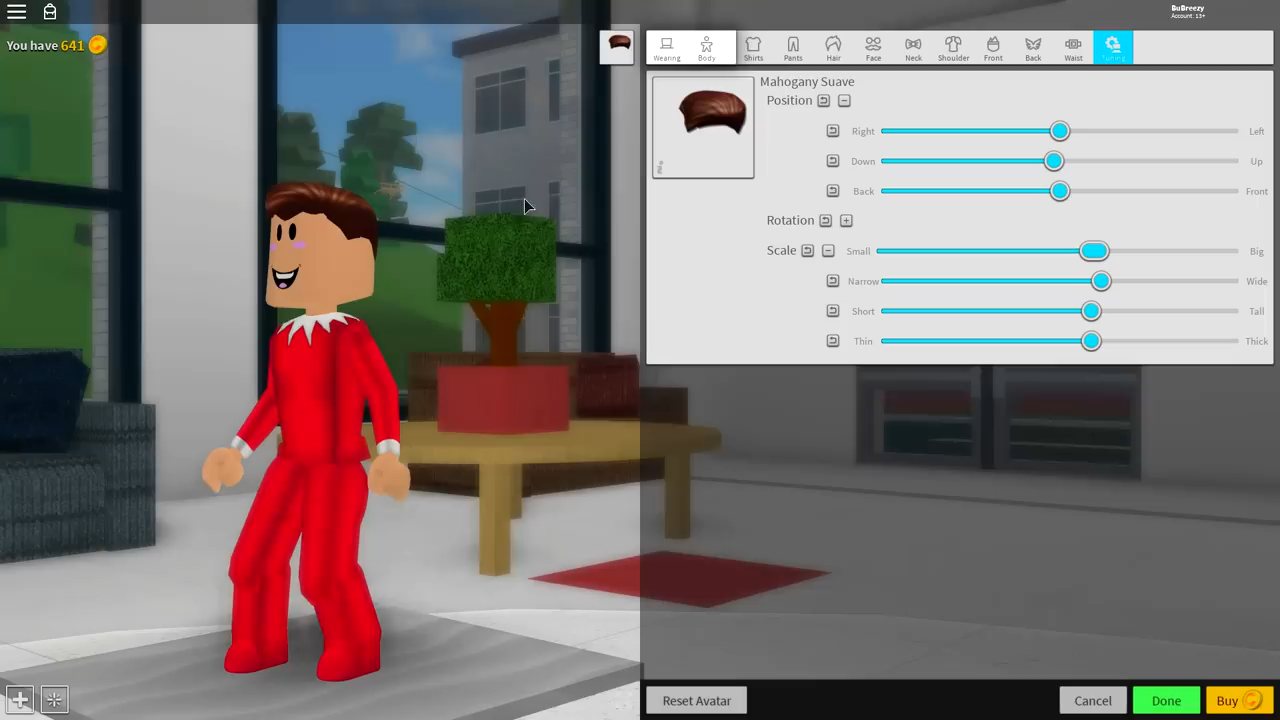 BuBreezy
Account: 13+
You have 641
Wearing Body Shirts Pants Hair Face Neck Shoulder Front Back Waist Tuning
Mahogany Suave
Position
Right Left
Down Up
Back Front
Rotation
Scale Small Big
Narrow Wide
Short Tall
Thin Thick
Reset Avatar Cancel Done Buy